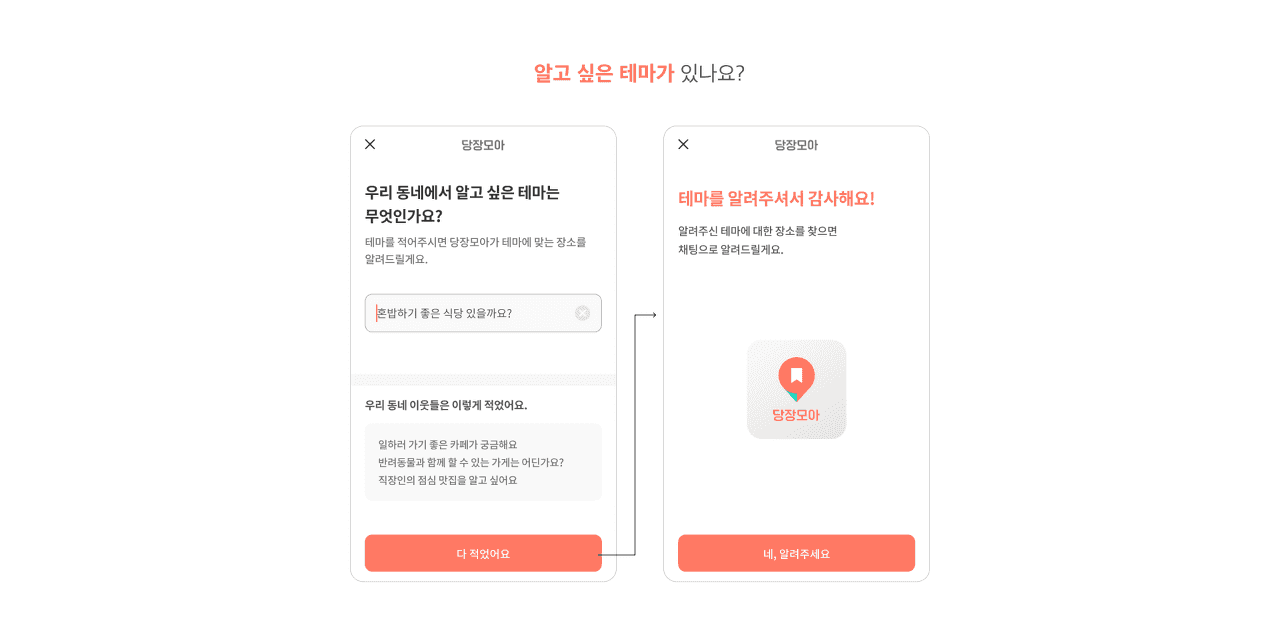 알고 싶은 테마가 있나요?
당장모아
우리 동네에서 알고 싶은 테마는
무엇인가요?
테마를 적어주시면 당장모아가 테마에 맞는 장소를
알려드릴게요.
혼밥하기 좋은 식당 있을까요?
우리 동네 이웃들은 이렇게 적었어요.
일하러 가기 좋은 카페가 궁금해요
반려동물과 함께 할 수 있는 가게는 어딘가요?
직장인의 점심 맛집을 알고 싶어요
다 적었어요
당장모아
테마를 알려주셔서 감사해요!
알려주신 테마에 대한 장소를 찾으면
채팅으로 알려드릴게요.
당장모아
네, 알려주세요